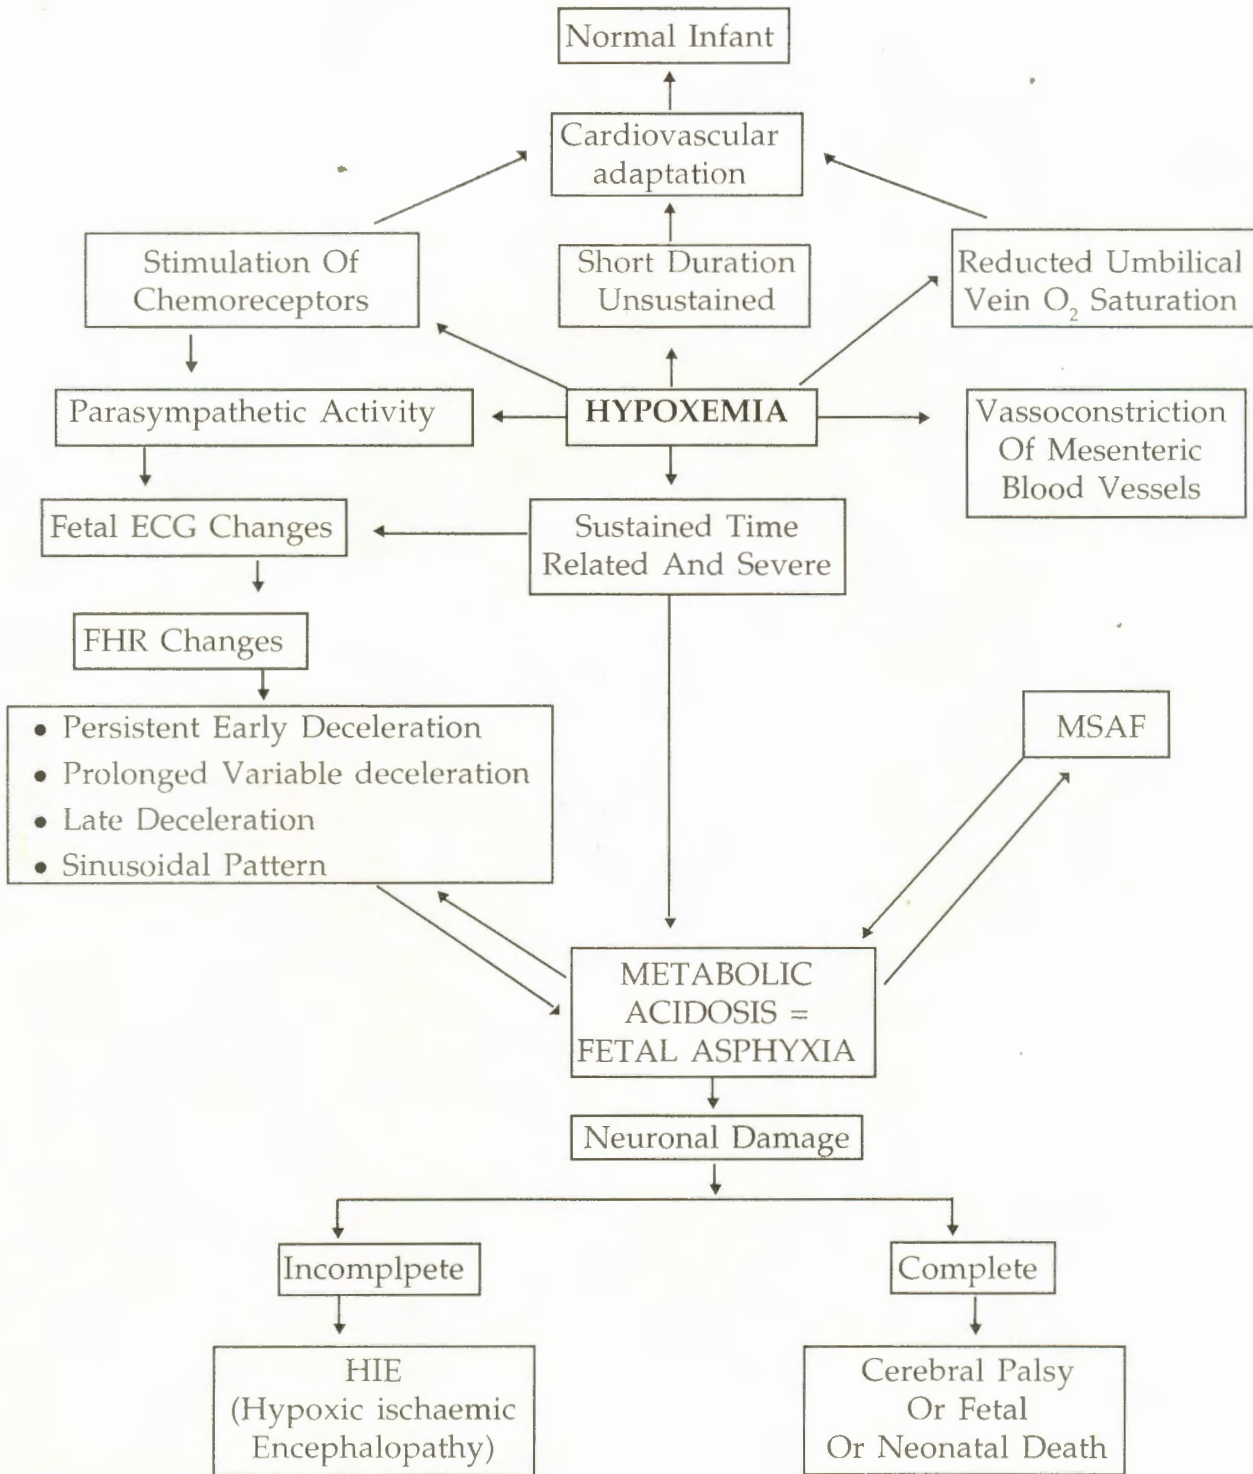 Normal Infant
Cardiovascular
adaptation
Stimulation Of
Chemoreceptors
Short Duration
Unsustained
Reducted Umbilical
Vein O₂ Saturation
Parasympathetic Activity
HYPOXEMIA
Vassoconstriction
Of Mesenteric
Blood Vessels
Fetal ECG Changes
Sustained Time
Related And Severe
FHR Changes
• Persistent Early Deceleration
• Prolonged Variable deceleration
• Late Deceleration
• Sinusoidal Pattern
MSAF
METABOLIC
ACIDOSIS =
FETAL ASPHYXIA
Neuronal Damage
Incomplpete
Complete
HIE
(Hypoxic ischaemic
Encephalopathy)
Cerebral Palsy
Or Fetal
Or Neonatal Death